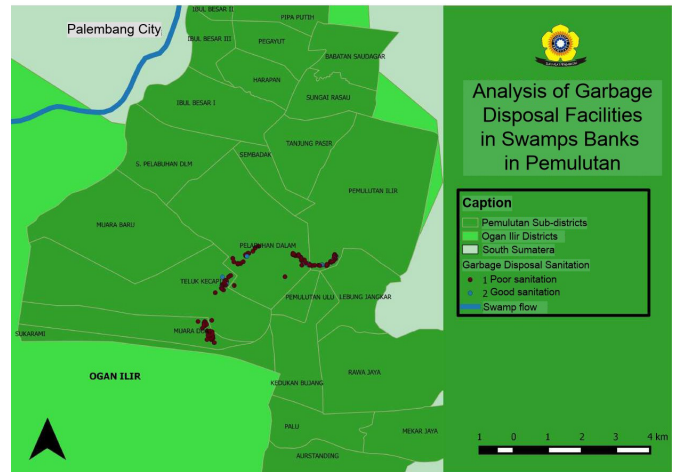 Palembang City
IBUL BESAR II
PIPA PUTIH
IBUL BESAR III
PEGAYUT
BABATAN SAUDAGAR
HARAPAN
IBUL BESAR I
SUNGAI RASAU
TANJUNG PASIR
SEMBADAK
S. PELABUHAN DLM
PEMULUTAN ILIR
MUARA BARU
PELABUHAN DALAM
TELUK KECAPI
PEMULUTAN ULU
LEBUNG JANGKAR
MUARA D
SUKARAMI
OGAN ILIR
RAWA JAYA
KEDUKAN BUJANG
PALU
MEKAR JAYA
AURSTANDING
Analysis of Garbage
Disposal Facilities
in Swamps Banks
in Pemulutan
Caption
Pemulutan Sub-districts
Ogan Ilir Districts
South Sumatera
Garbage Disposal Sanitation
1 Poor sanitation
2 Good sanitation
Swamp flow
1 0 1 2 3 4 km